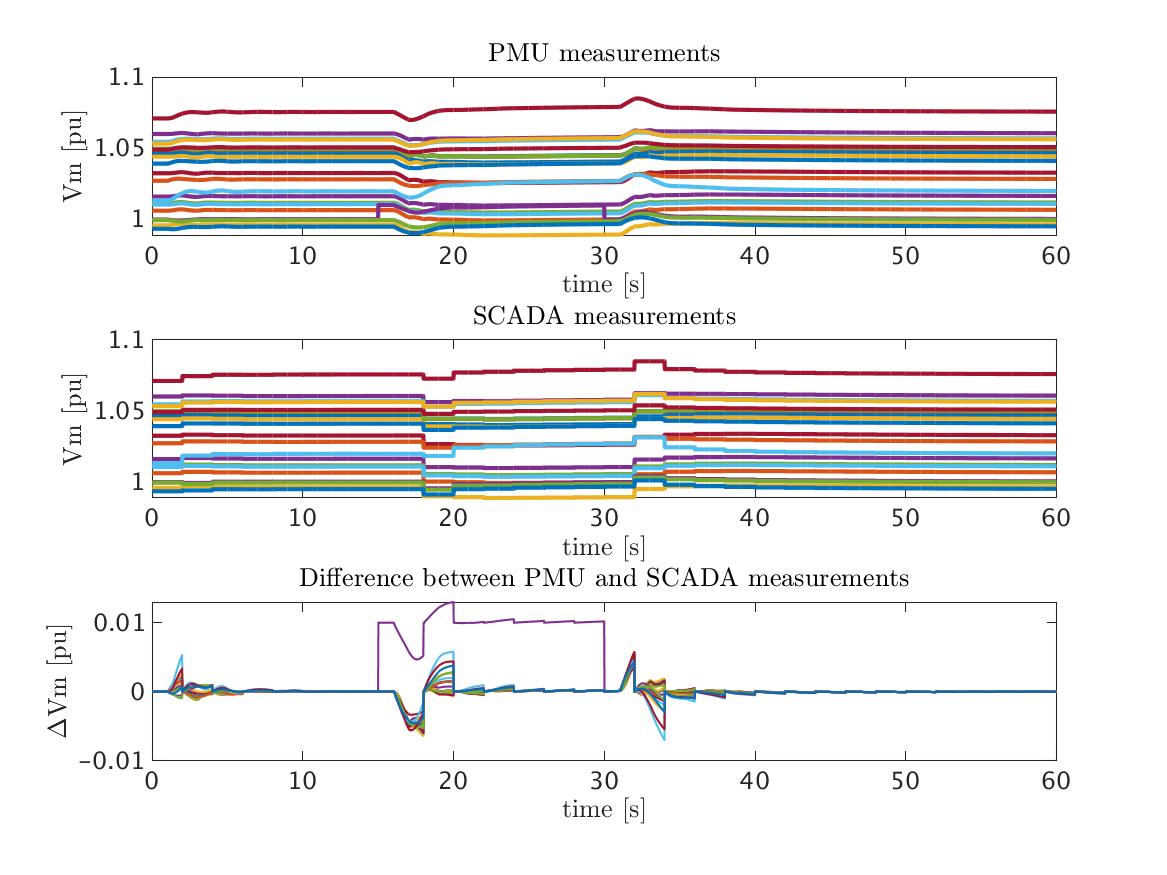 PMU measurements
1.1
1.05
1
Vm [pu]
0 10 20 30 40 50 60
time [s]
SCADA measurements
1.1
1.05
1
Vm [pu]
0 10 20 30 40 50 60
time [s]
Difference between PMU and SCADA measurements
0.01
0
−0.01
ΔVm [pu]
0 10 20 30 40 50 60
time [s]